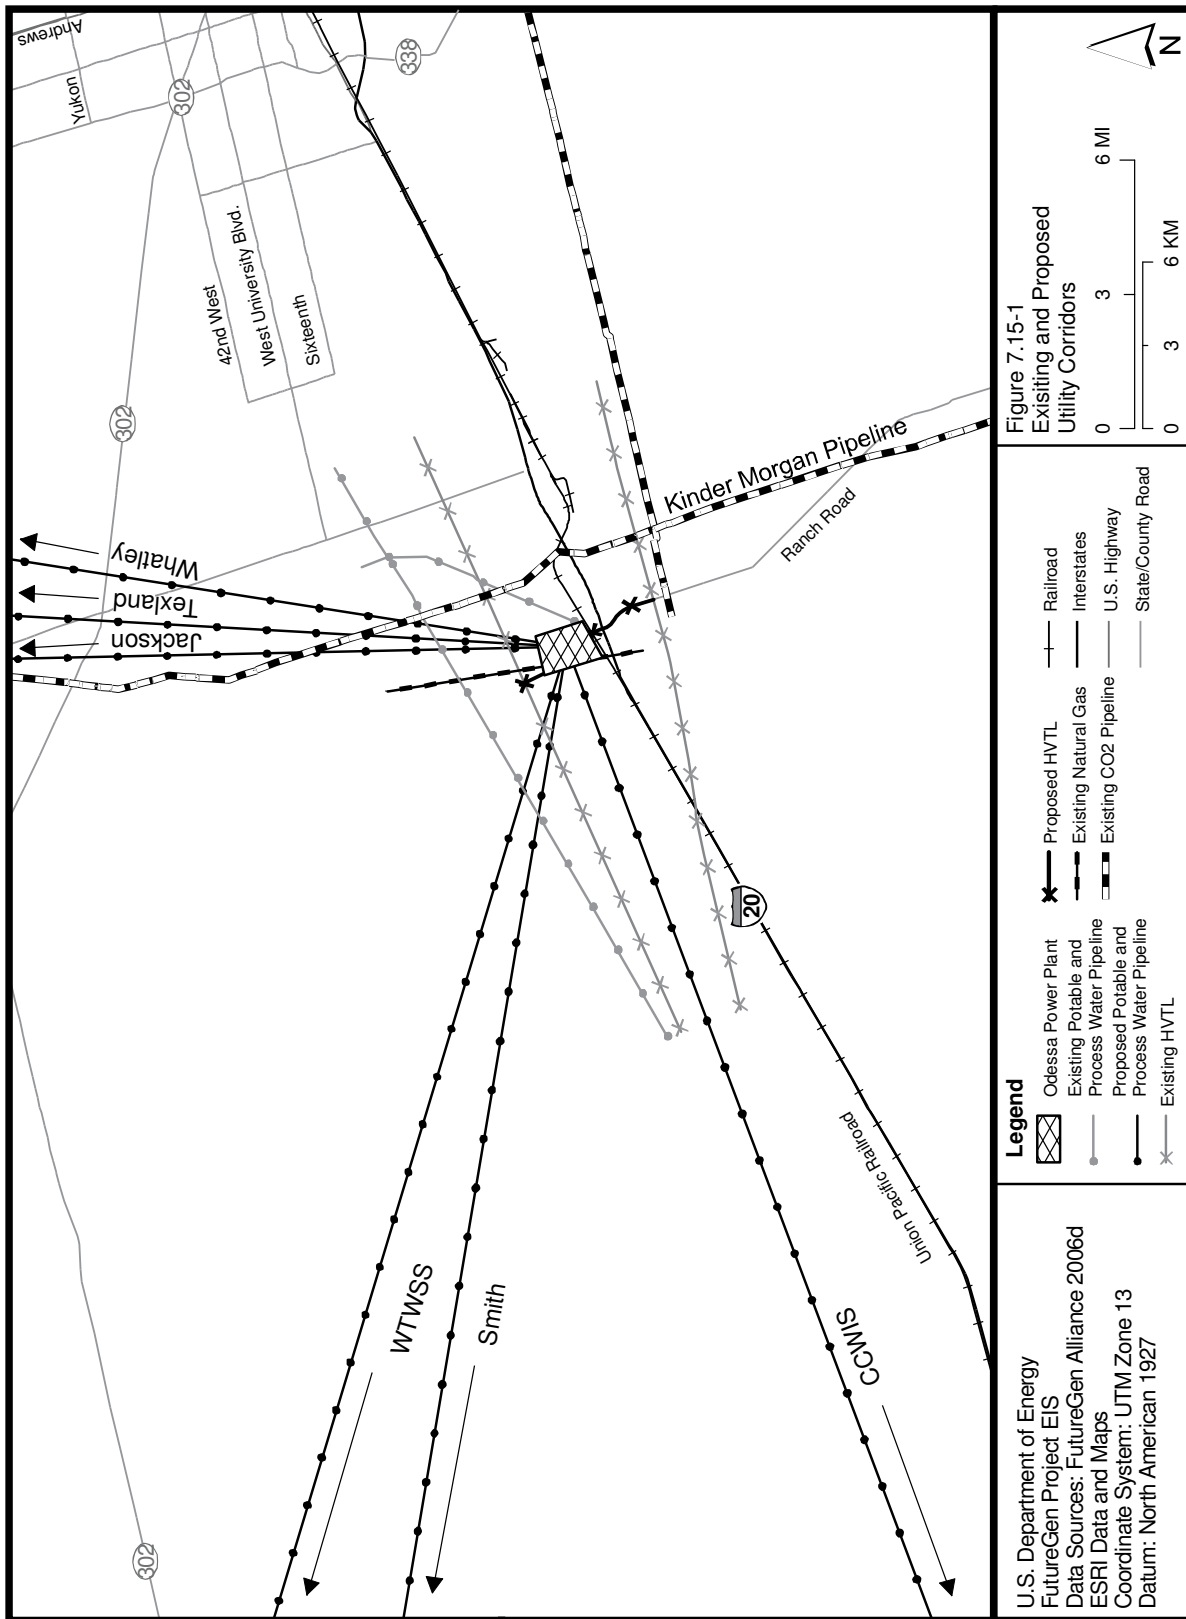 Andrews
Yukon
302
338
302
42nd West
West University Blvd.
Sixteenth
Whatley
Texland
Jackson
Kinder Morgan Pipeline
Ranch Road
20
Union Pacific Railroad
WTWSS
Smith
CCWIS
302
U.S. Department of Energy
FutureGen Project EIS
Data Sources: FutureGen Alliance 2006d
ESRI Data and Maps
Coordinate System: UTM Zone 13
Datum: North American 1927
Legend
Odessa Power Plant
Existing Potable and
Process Water Pipeline
Proposed Potable and
Process Water Pipeline
Existing HVTL
Proposed HVTL
Existing Natural Gas
Existing CO2 Pipeline
Railroad
Interstates
U.S. Highway
State/County Road
Figure 7.15-1
Exisiting and Proposed
Utility Corridors
0 3 6 MI
0 3 6 KM
N